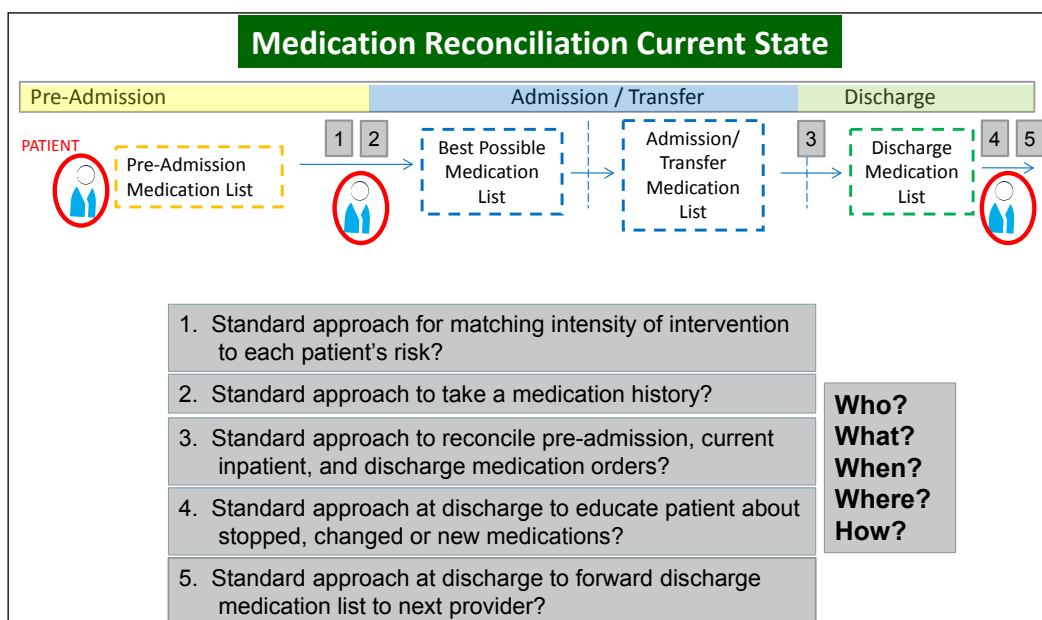 Medication Reconciliation Current State
Pre-Admission
Admission / Transfer
Discharge
PATIENT
Pre-Admission
Medication List
1
2
Best Possible
Medication
List
Admission/
Transfer
Medication
List
3
Discharge
Medication
List
4
5
1. Standard approach for matching intensity of intervention
to each patient's risk?
2. Standard approach to take a medication history?
3. Standard approach to reconcile pre-admission, current
inpatient, and discharge medication orders?
4. Standard approach at discharge to educate patient about
stopped, changed or new medications?
5. Standard approach at discharge to forward discharge
medication list to next provider?
Who?
What?
When?
Where?
How?